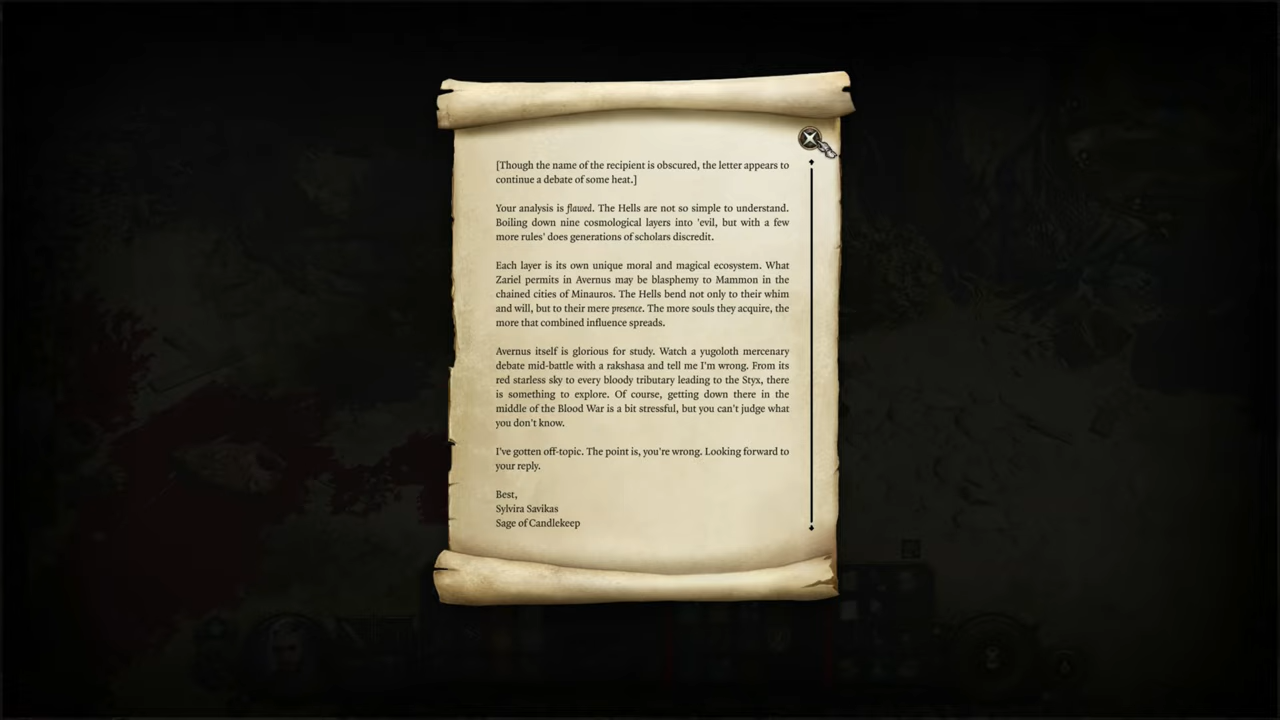 [Though the name of the recipient is obscured, the letter appears to
continue a debate of some heat.]
Your analysis is flawed. The Hells are not so simple to understand.
Boiling down nine cosmological layers into 'evil, but with a few
more rules' does generations of scholars discredit.
Each layer is its own unique moral and magical ecosystem. What
Zariel permits in Avernus may be blasphemy to Mammon in the
chained cities of Minauros. The Hells bend not only to their whim
and will, but to their mere presence. The more souls they acquire, the
more that combined influence spreads.
Avernus itself is glorious for study. Watch a yugoloth mercenary
debate mid-battle with a rakshasa and tell me I'm wrong. From its
red starless sky to every bloody tributary leading to the Styx, there
is something to explore. Of course, getting down there in the
middle of the Blood War is a bit stressful, but you can't judge what
you don't know.
I've gotten off-topic. The point is, you're wrong. Looking forward to
your reply.
Best,
Sylvira Savikas
Sage of Candlekeep